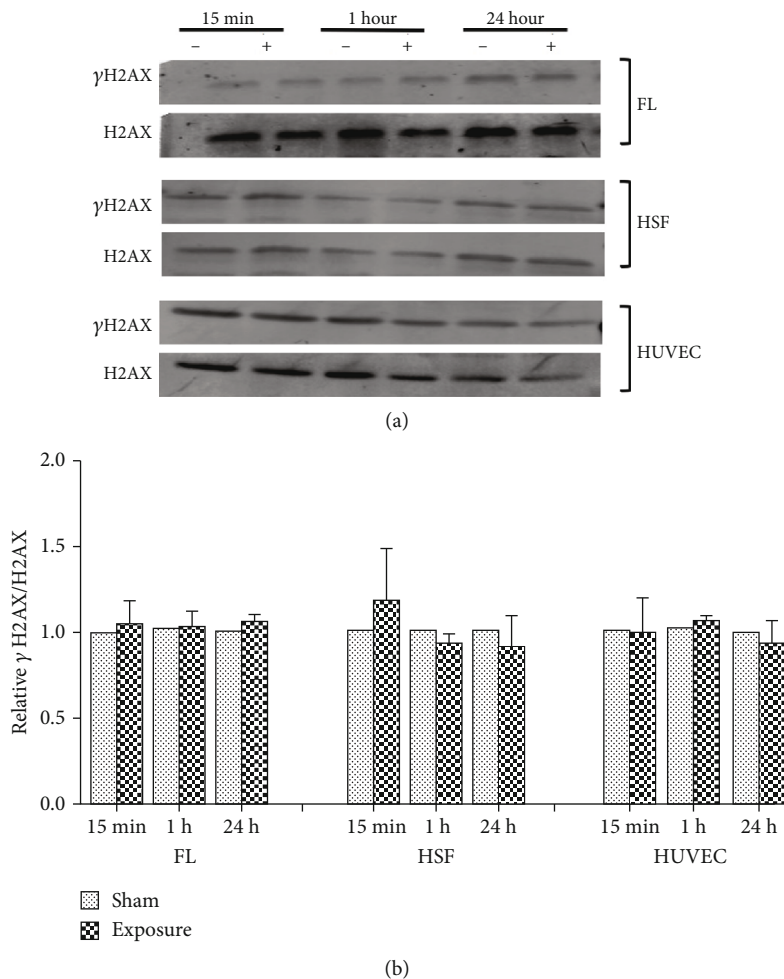 15 min 1 hour 24 hour
– + – + – +
γH2AX
H2AX
FL
γH2AX
H2AX
HSF
γH2AX
H2AX
HUVEC
(a)
Relative γ H2AX/H2AX
2.0
1.5
1.0
0.5
0.0
15 min 1 h 24 h 15 min 1 h 24 h 15 min 1 h 24 h
FL HSF HUVEC
Sham
Exposure
(b)